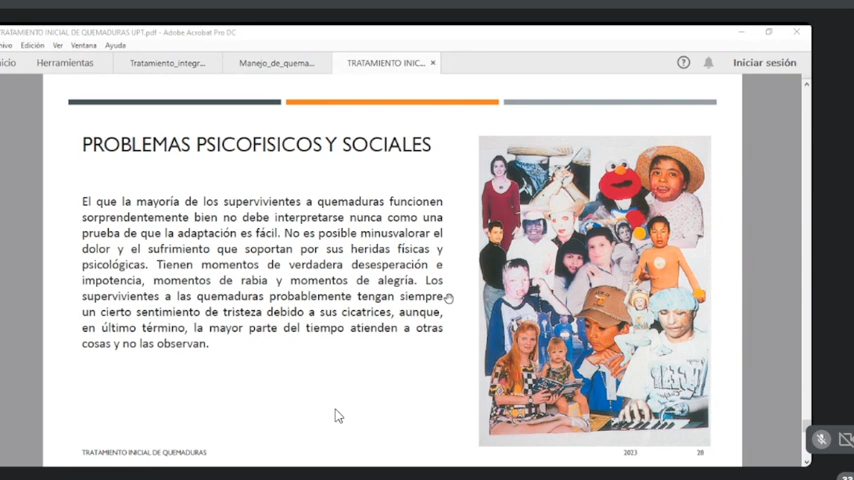 TRATAMIENTO INICIAL DE QUEMADURAS UPT.pdf - Adobe Acrobat Pro DC
Edición Ver Ventana Ayuda
Herramientas Tratamiento_integr... Manejo_de_quema... TRATAMIENTO INIC... × Iniciar sesión
PROBLEMAS PSICOFISICOS Y SOCIALES
El que la mayoría de los supervivientes a quemaduras funcionen
sorprendentemente bien no debe interpretarse nunca como una
prueba de que la adaptación es fácil. No es posible minusvalorar el
dolor y el sufrimiento que soportan por sus heridas físicas y
psicológicas. Tienen momentos de verdadera desesperación e
impotencia, momentos de rabia y momentos de alegría. Los
supervivientes a las quemaduras probablemente tengan siempre
un cierto sentimiento de tristeza debido a sus cicatrices, aunque,
en último término, la mayor parte del tiempo atienden a otras
cosas y no las observan.
TRATAMIENTO INICIAL DE QUEMADURAS 2023 28